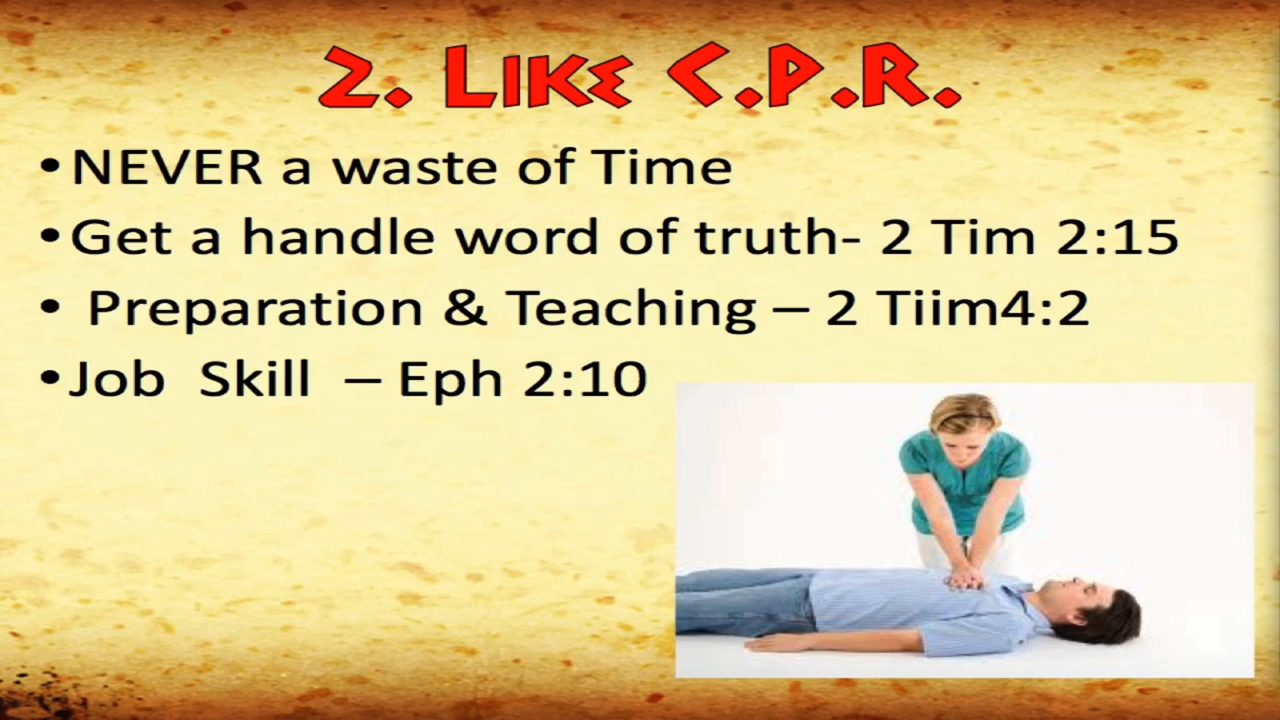 2. LIKE C.P.R.
• NEVER a waste of Time
• Get a handle word of truth- 2 Tim 2:15
• Preparation & Teaching – 2 Tiim4:2
• Job  Skill  – Eph 2:10